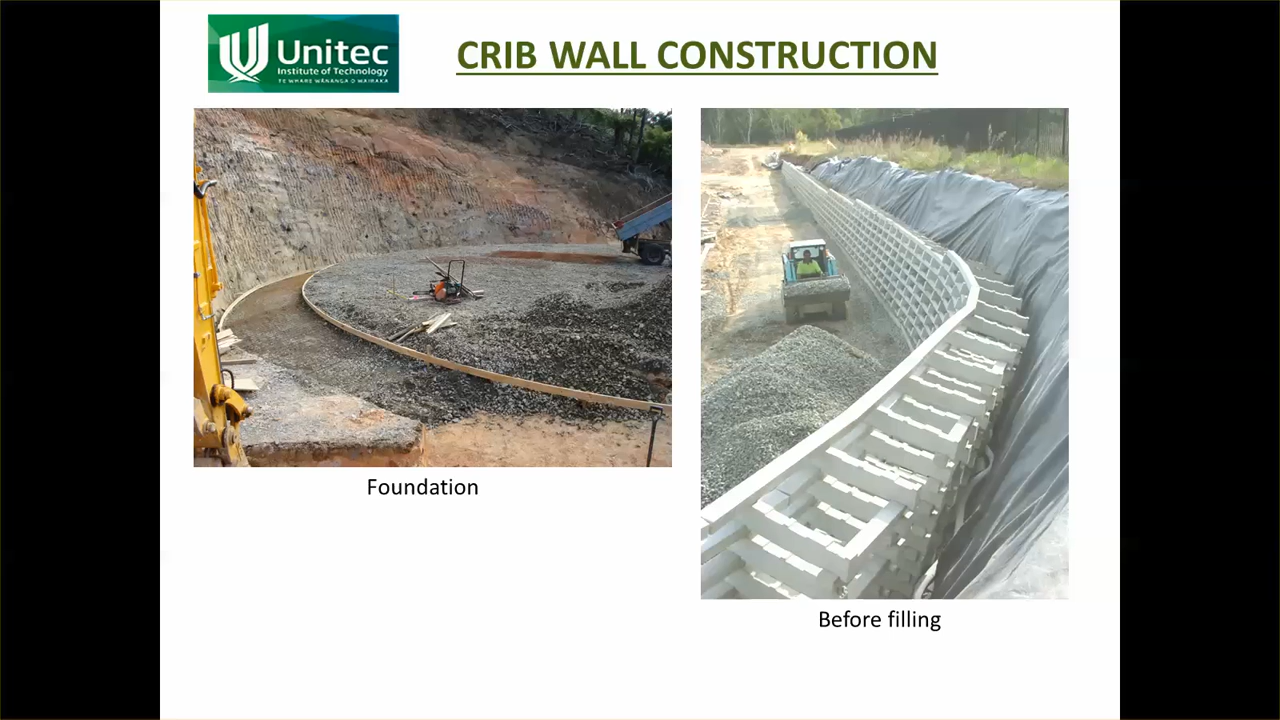 Unitec
Institute of Technology
TE WHARE WĀNANGA O WAIRAKA
CRIB WALL CONSTRUCTION
Foundation
Before filling